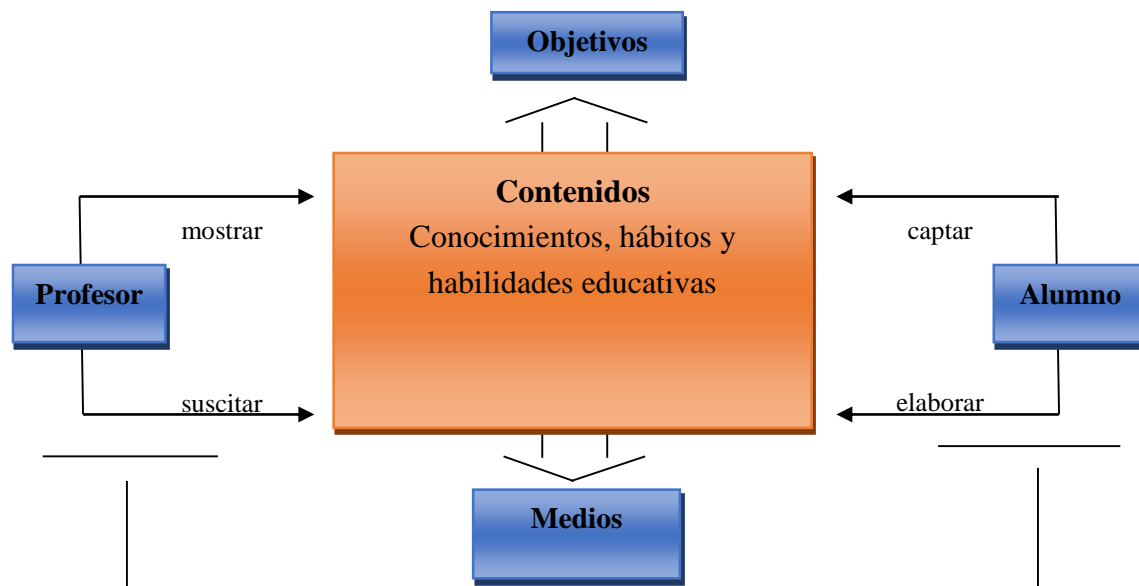 Objetivos
Contenidos
Conocimientos, hábitos y
habilidades educativas
mostrar
captar
Profesor
Alumno
suscitar
elaborar
Medios